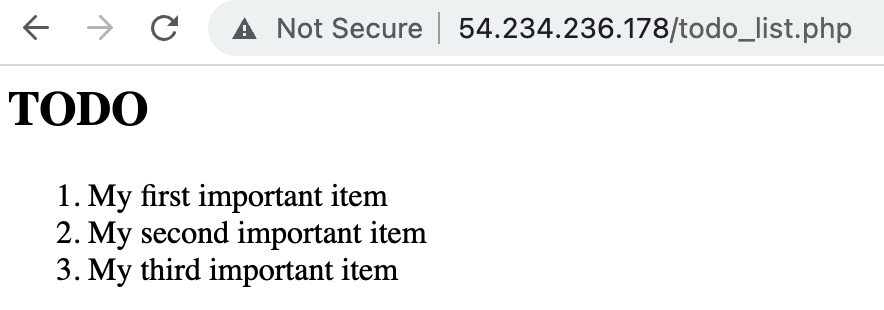 Not Secure | 54.234.236.178/todo_list.php
TODO
1. My first important item
2. My second important item
3. My third important item